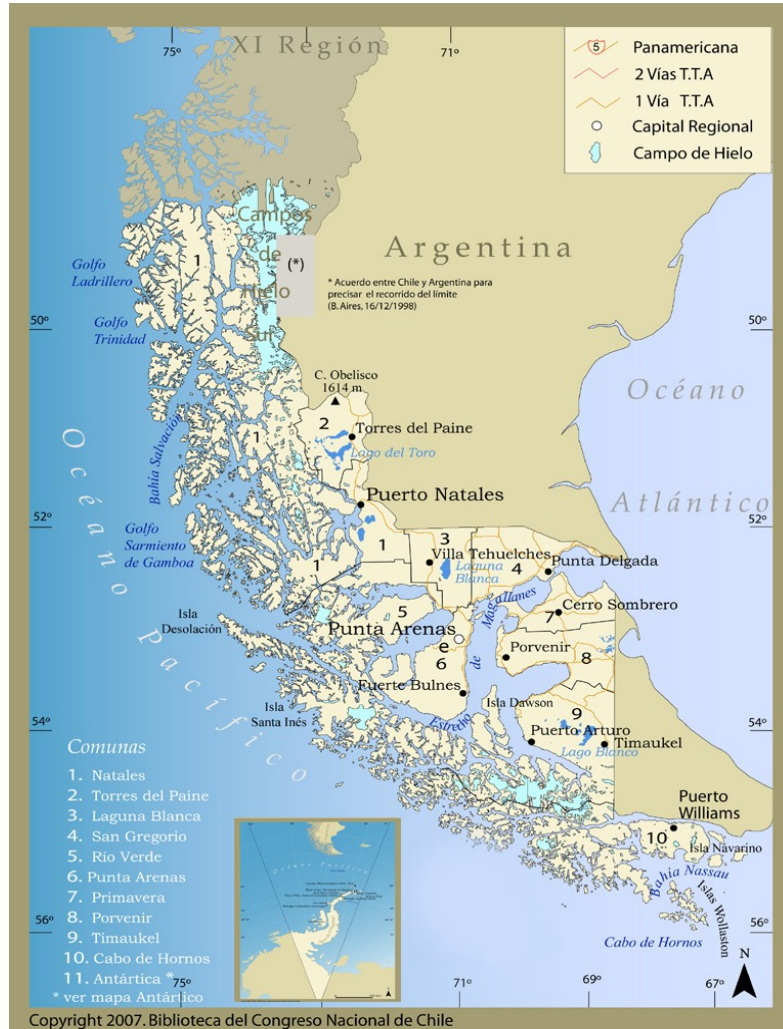 75º
71º
XI Región
5
Panamericana
2 Vías T.T.A
1 Vía T.T.A
Capital Regional
Campo de Hielo
Campos
de
Hielo
Sur
(*)
Argentina
* Acuerdo entre Chile y Argentina para
precisar el recorrido del límite
(B. Aires, 16/12/1998)
1
Golfo
Ladrillero
Golfo
Trinidad
50º
50º
C. Obelisco
1614 m.
2
Torres del Paine
Lago del Toro
Océano
Atlántico
Océano Pacífico
Bahía Salvación
1
Puerto Natales
52º
52º
Golfo
Sarmiento
de Gamboa
1
1
3
Villa Tehuelches
Laguna
Blanca
4
Punta Delgada
Estrecho de Magallanes
Isla
Desolación
5
Punta Arenas
e
6
7
Cerro Sombrero
Porvenir
8
Fuerte Bulnes
Isla
Santa Inés
Isla Dawson
9
Puerto Arturo
Lago Blanco
Timaukel
54º
54º
Puerto
Williams
10
Isla Navarino
Bahía Nassau
Islas Wollaston
Cabo de Hornos
56º
56º
Comunas
1. Natales
2 Torres del Paine
3. Laguna Blanca
4. San Gregorio
5. Río Verde
6. Punta Arenas
7. Primavera
8. Porvenir
9. Timaukel
10. Cabo de Hornos
11. Antártica *
* ver mapa Antártico
Océano Pacífico
N
75º
71º
69º
67º
Copyright 2007. Biblioteca del Congreso Nacional de Chile